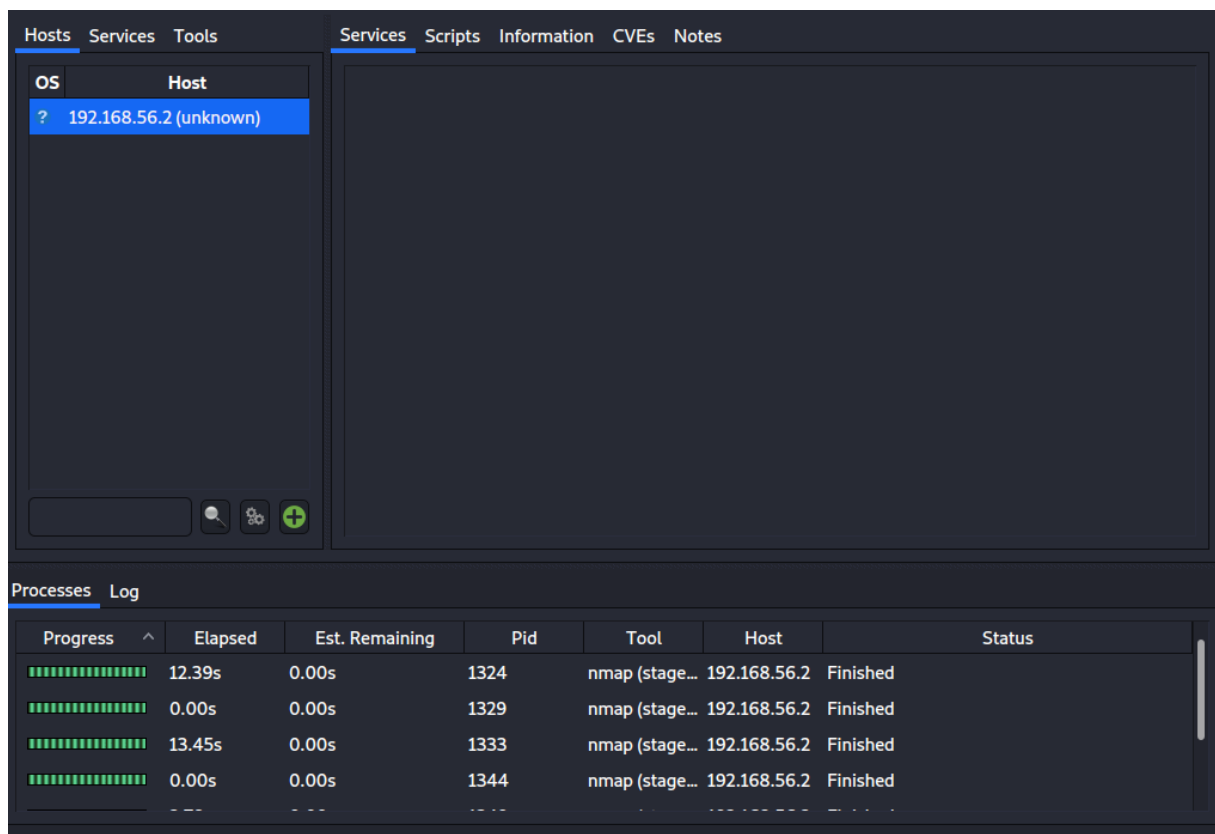 Hosts Services Tools
Services Scripts Information CVEs Notes
OS Host
? 192.168.56.2 (unknown)
Processes Log
Progress Elapsed Est. Remaining Pid Tool Host Status
12.39s 0.00s 1324 nmap (stage... 192.168.56.2 Finished
0.00s 0.00s 1329 nmap (stage... 192.168.56.2 Finished
13.45s 0.00s 1333 nmap (stage... 192.168.56.2 Finished
0.00s 0.00s 1344 nmap (stage... 192.168.56.2 Finished